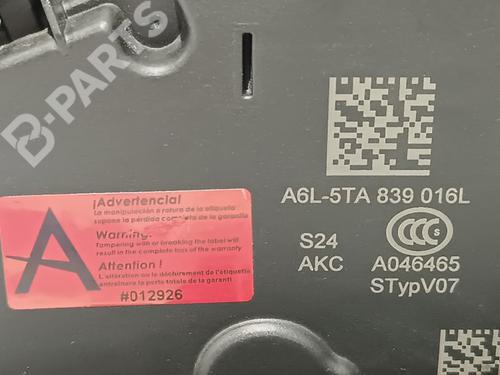 B-PARTS
A6L-5TA 839 016L
S24
AKC
CCC S
A046465
STypV07
A
¡Advertencia!
La manipulación o rotura de la etiqueta
supone la pérdida completa de la garantía
Warning:
Tampering with or breaking the label will
result in the complete loss of the warranty
Attention !
L'altération ou le déchirement de l'etiquette
entraînera la perte totale de garantie
#012926